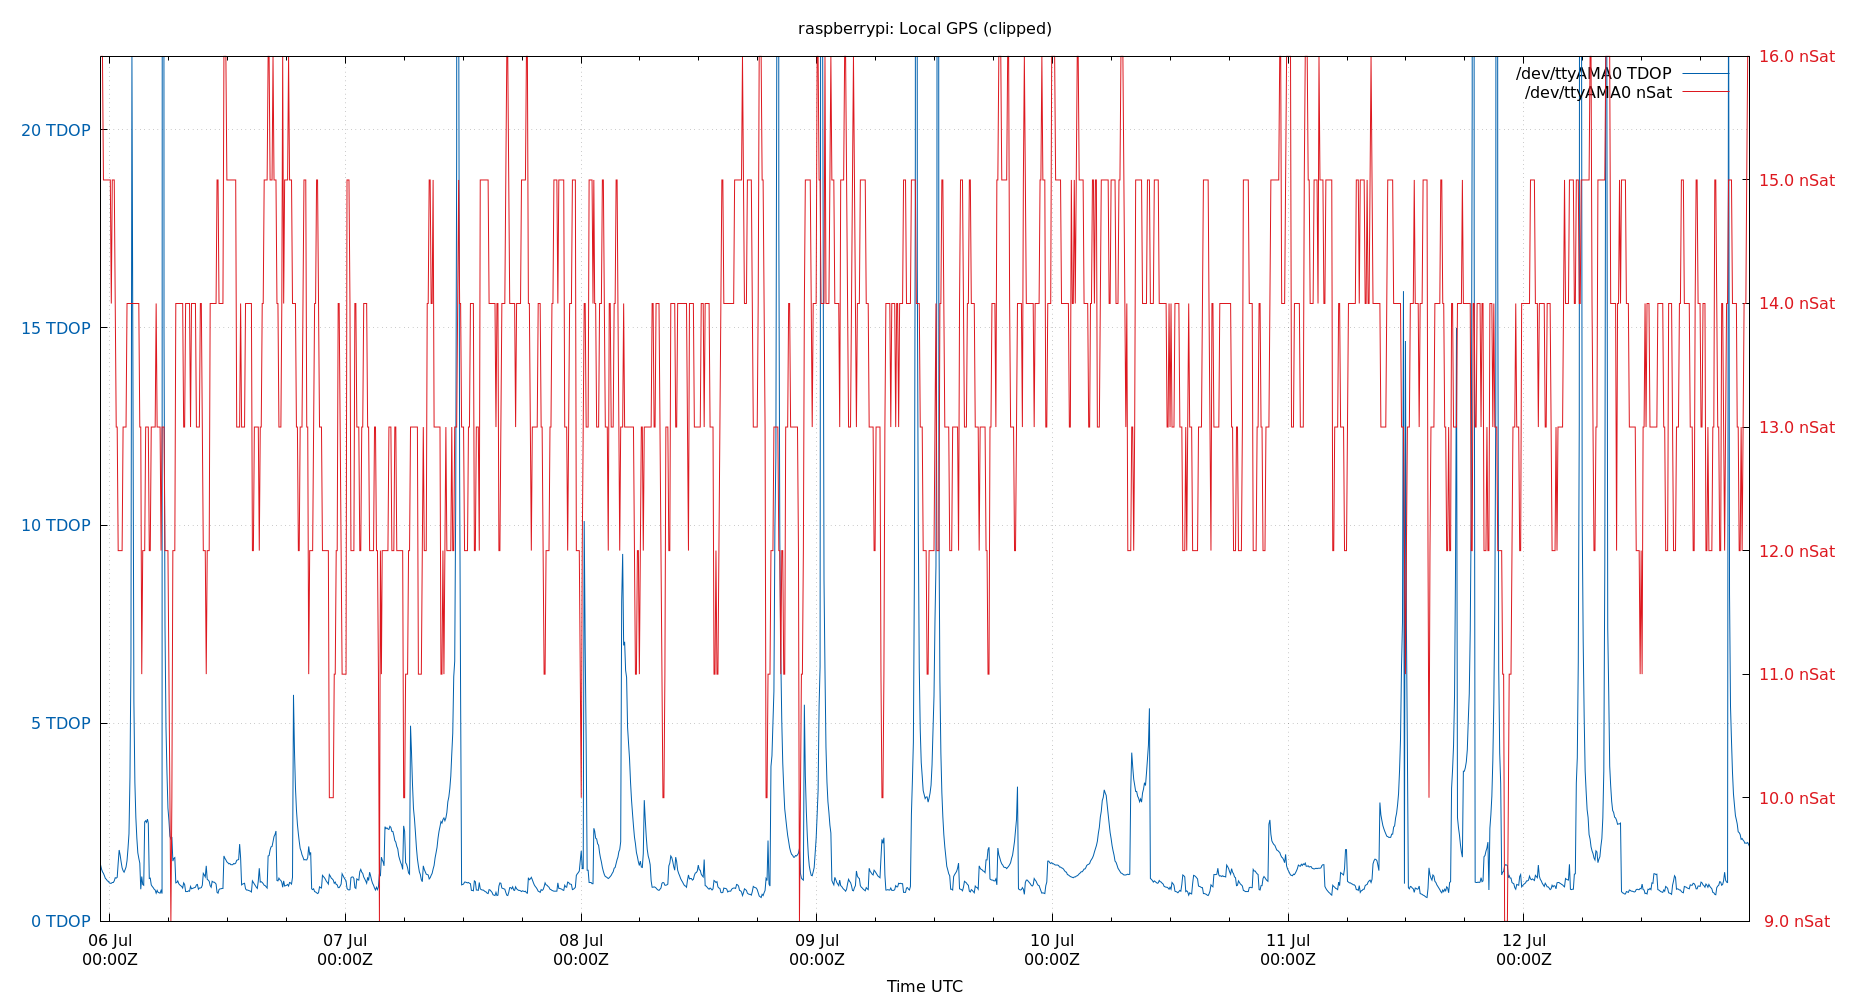 raspberrypi: Local GPS (clipped)
/dev/ttyAMA0 TDOP
/dev/ttyAMA0 nSat
20 TDOP
15 TDOP
10 TDOP
5 TDOP
0 TDOP
16.0 nSat
15.0 nSat
14.0 nSat
13.0 nSat
12.0 nSat
11.0 nSat
10.0 nSat
9.0 nSat
06 Jul 07 Jul 08 Jul 09 Jul 10 Jul 11 Jul 12 Jul
00:00Z 00:00Z 00:00Z 00:00Z 00:00Z 00:00Z 00:00Z
Time UTC